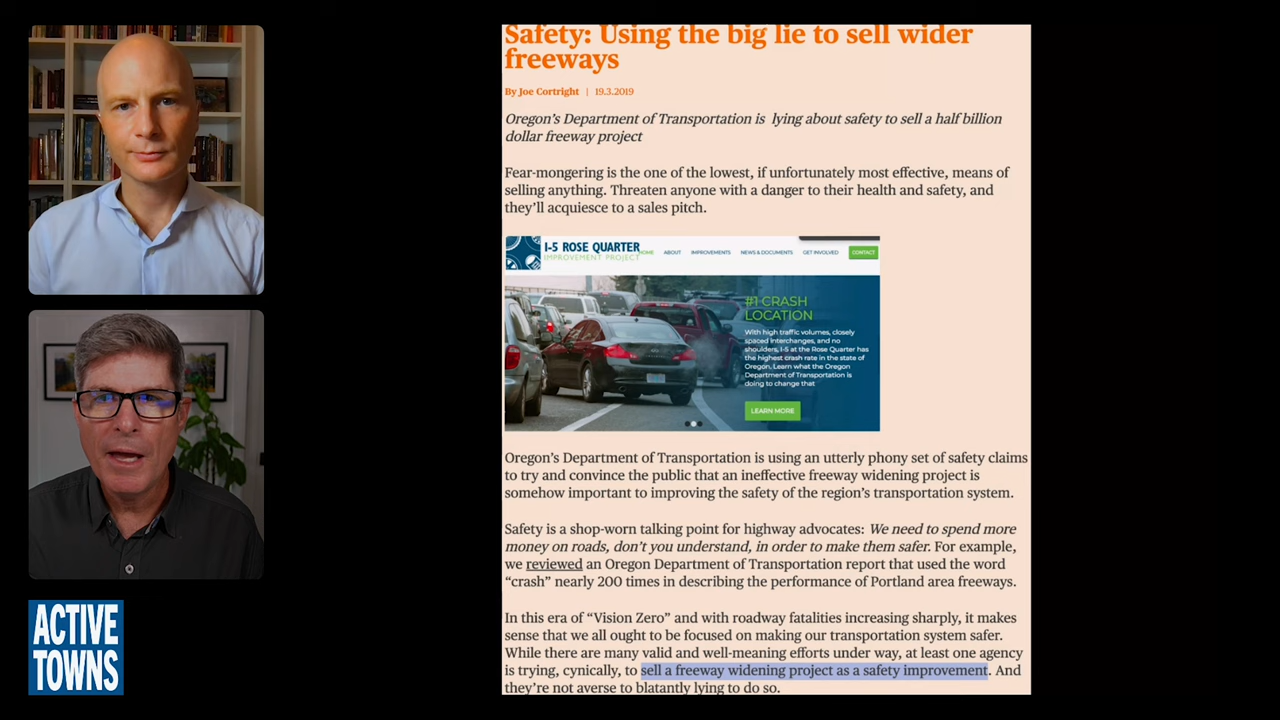 Safety: Using the big lie to sell wider
freeways
By Joe Cortright | 19.3.2019
Oregon's Department of Transportation is lying about safety to sell a half billion
dollar freeway project
Fear-mongering is the one of the lowest, if unfortunately most effective, means of
selling anything. Threaten anyone with a danger to their health and safety, and
they'll acquiesce to a sales pitch.
I-5 ROSE QUARTER
IMPROVEMENT PROJECT
HOME ABOUT IMPROVEMENTS NEWS & DOCUMENTS GET INVOLVED CONTACT
#1 CRASH
LOCATION
With high traffic volumes, closely
spaced interchanges, and no
shoulders, I-5 at the Rose Quarter has
the highest crash rate in the state of
Oregon. Learn what the Oregon
Department of Transportation is
doing to change that
LEARN MORE
Oregon's Department of Transportation is using an utterly phony set of safety claims
to try and convince the public that an ineffective freeway widening project is
somehow important to improving the safety of the region's transportation system.
Safety is a shop-worn talking point for highway advocates: We need to spend more
money on roads, don't you understand, in order to make them safer. For example,
we reviewed an Oregon Department of Transportation report that used the word
“crash” nearly 200 times in describing the performance of Portland area freeways.
In this era of “Vision Zero” and with roadway fatalities increasing sharply, it makes
sense that we all ought to be focused on making our transportation system safer.
While there are many valid and well-meaning efforts under way, at least one agency
is trying, cynically, to sell a freeway widening project as a safety improvement. And
they're not averse to blatantly lying to do so.
ACTIVE
TOWNS